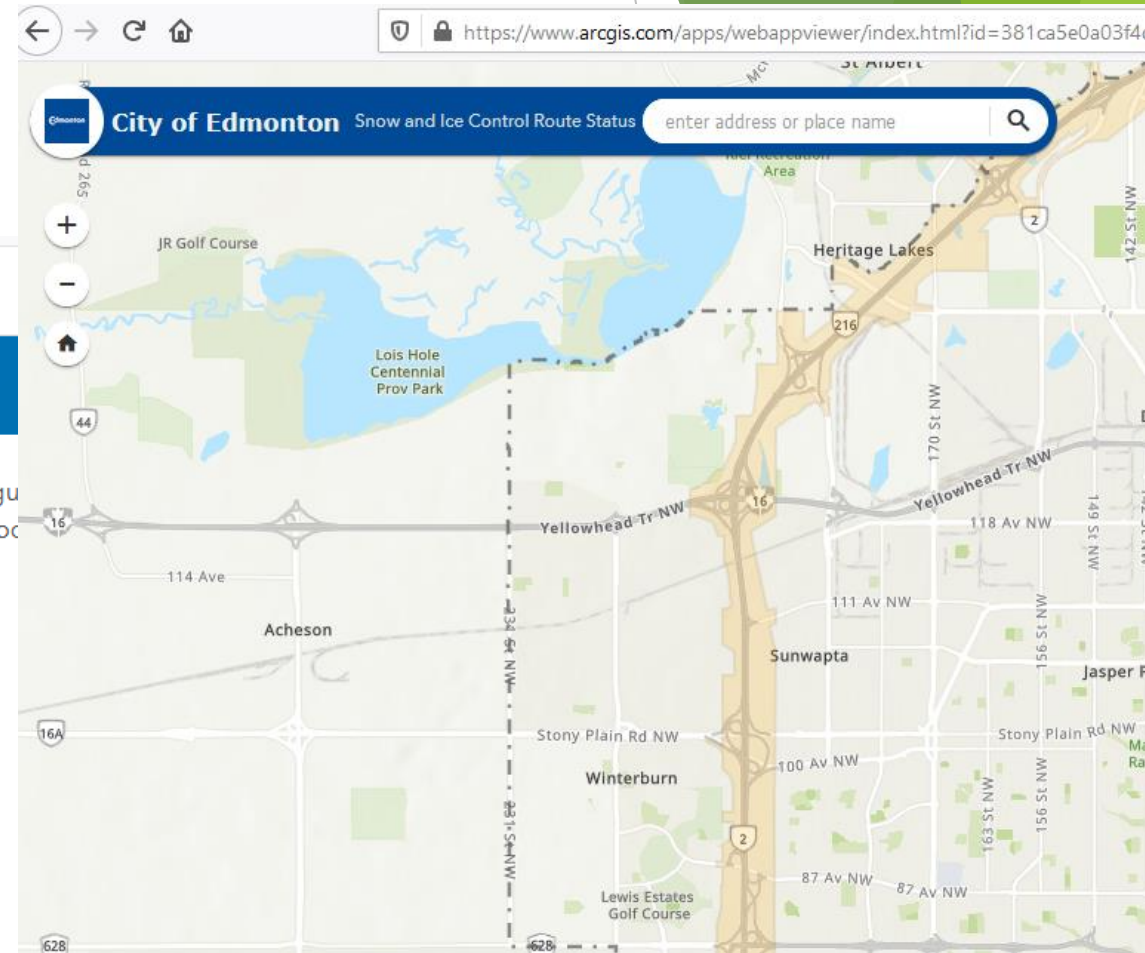 https://www.arcgis.com/apps/webappviewer/index.html?id=381ca5e0a03f4
St Albert
Edmonton
City of Edmonton
Snow and Ice Control Route Status
enter address or place name
Area
265
+
JR Golf Course
2
142 St NW
Heritage Lakes
−
216
Lois Hole
Centennial
Prov Park
44
170 St NW
Yellowhead Tr NW
16
16
Yellowhead Tr NW
118 Av NW
149 St NW
114 Ave
111 Av NW
156 St NW
Acheson
234 St NW
Sunwapta
Jasper
16A
Stony Plain Rd NW
Stony Plain Rd NW
100 Av NW
Winterburn
163 St NW
156 St NW
231 St NW
2
87 Av NW
87 Av NW
Lewis Estates
Golf Course
628
628